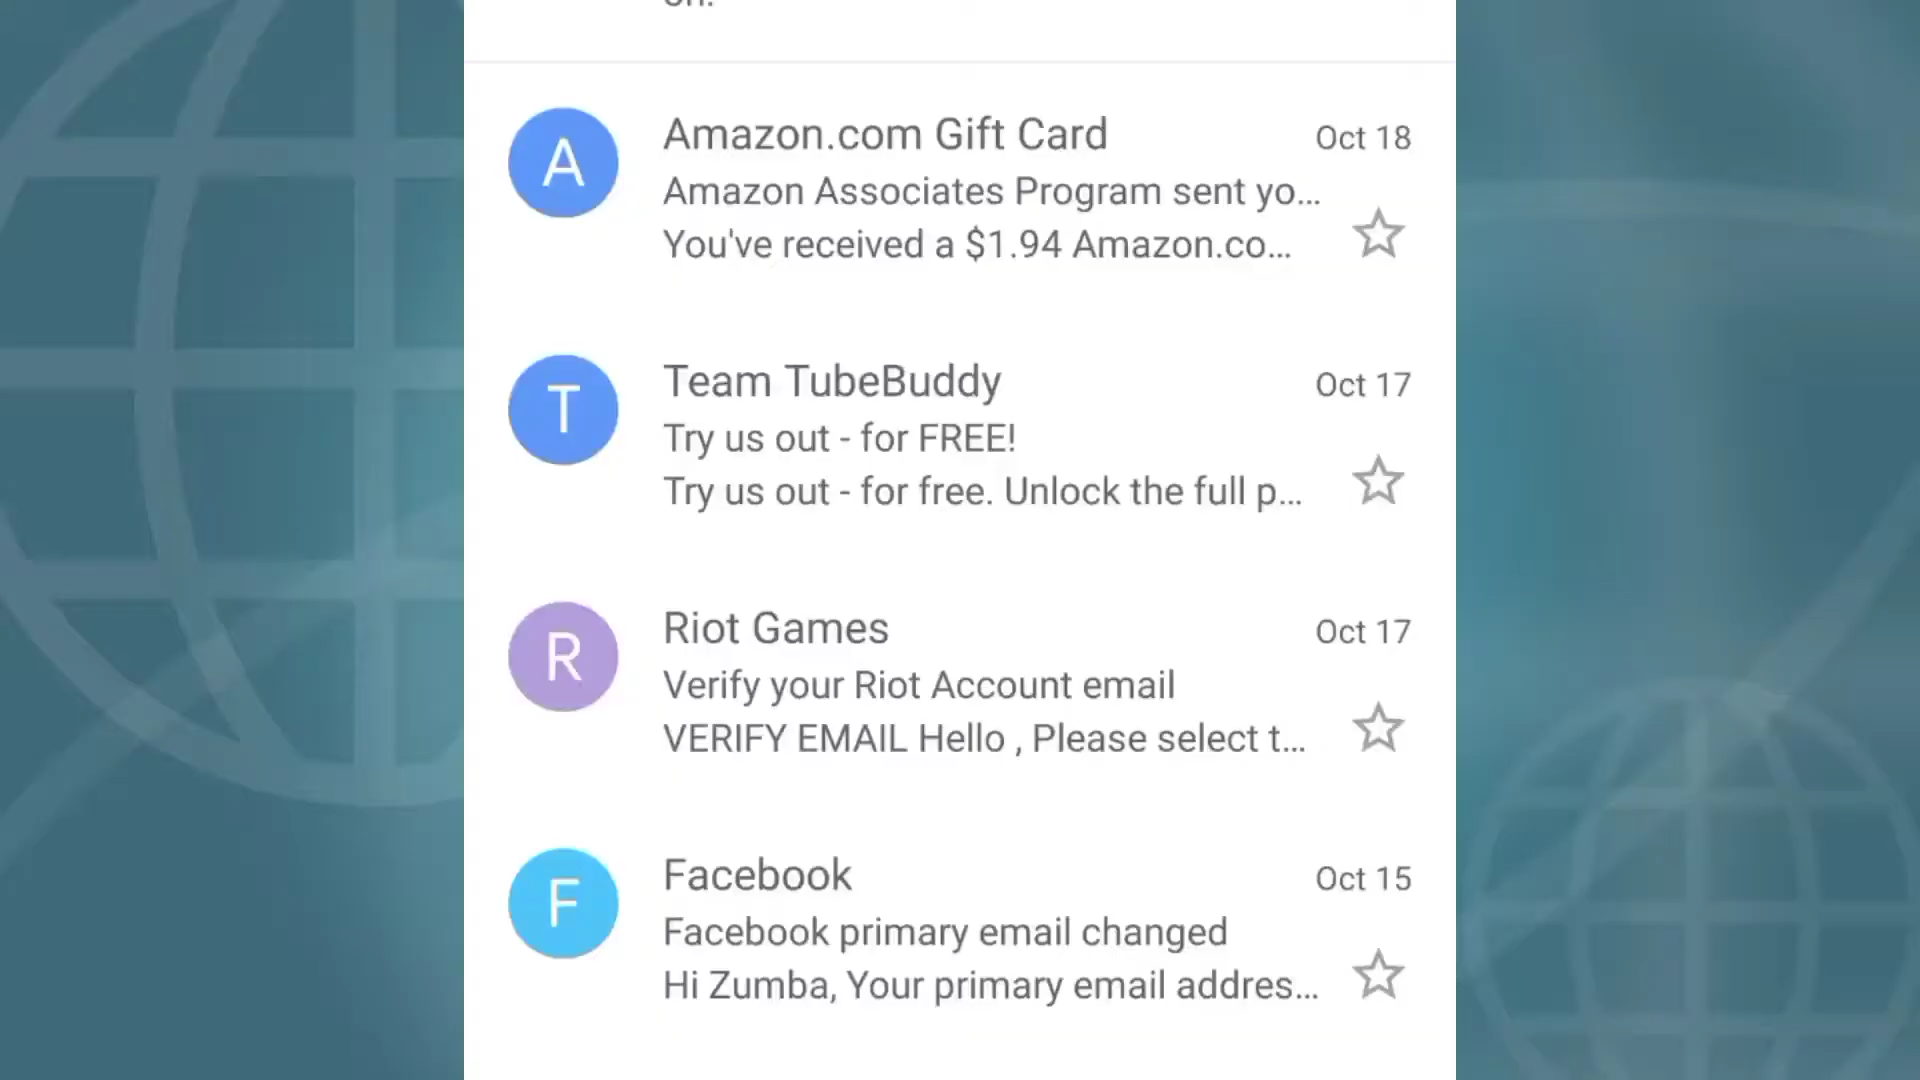 A
Amazon.com Gift Card
Oct 18
Amazon Associates Program sent yo...
You've received a $1.94 Amazon.co...
T
Team TubeBuddy
Oct 17
Try us out - for FREE!
Try us out - for free. Unlock the full p...
R
Riot Games
Oct 17
Verify your Riot Account email
VERIFY EMAIL Hello , Please select t...
F
Facebook
Oct 15
Facebook primary email changed
Hi Zumba, Your primary email addres...